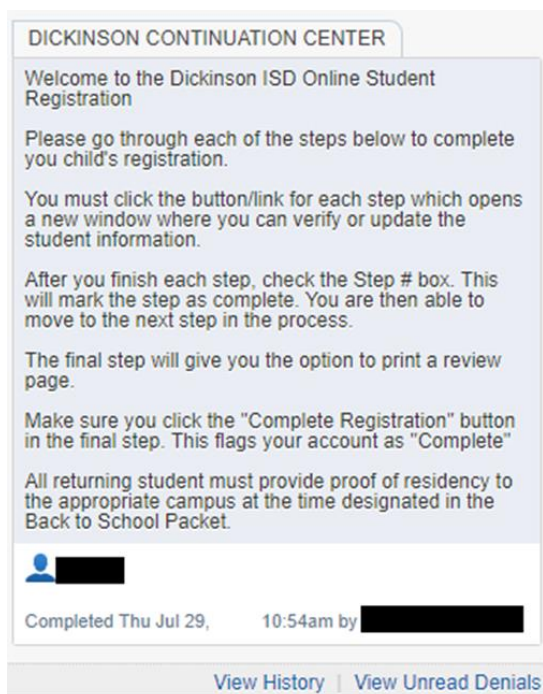 DICKINSON CONTINUATION CENTER
Welcome to the Dickinson ISD Online Student
Registration
Please go through each of the steps below to complete
you child's registration.
You must click the button/link for each step which opens
a new window where you can verify or update the
student information.
After you finish each step, check the Step # box. This
will mark the step as complete. You are then able to
move to the next step in the process.
The final step will give you the option to print a review
page.
Make sure you click the "Complete Registration" button
in the final step. This flags your account as "Complete"
All returning student must provide proof of residency to
the appropriate campus at the time designated in the
Back to School Packet.
Completed Thu Jul 29, 10:54am by
View History | View Unread Denials